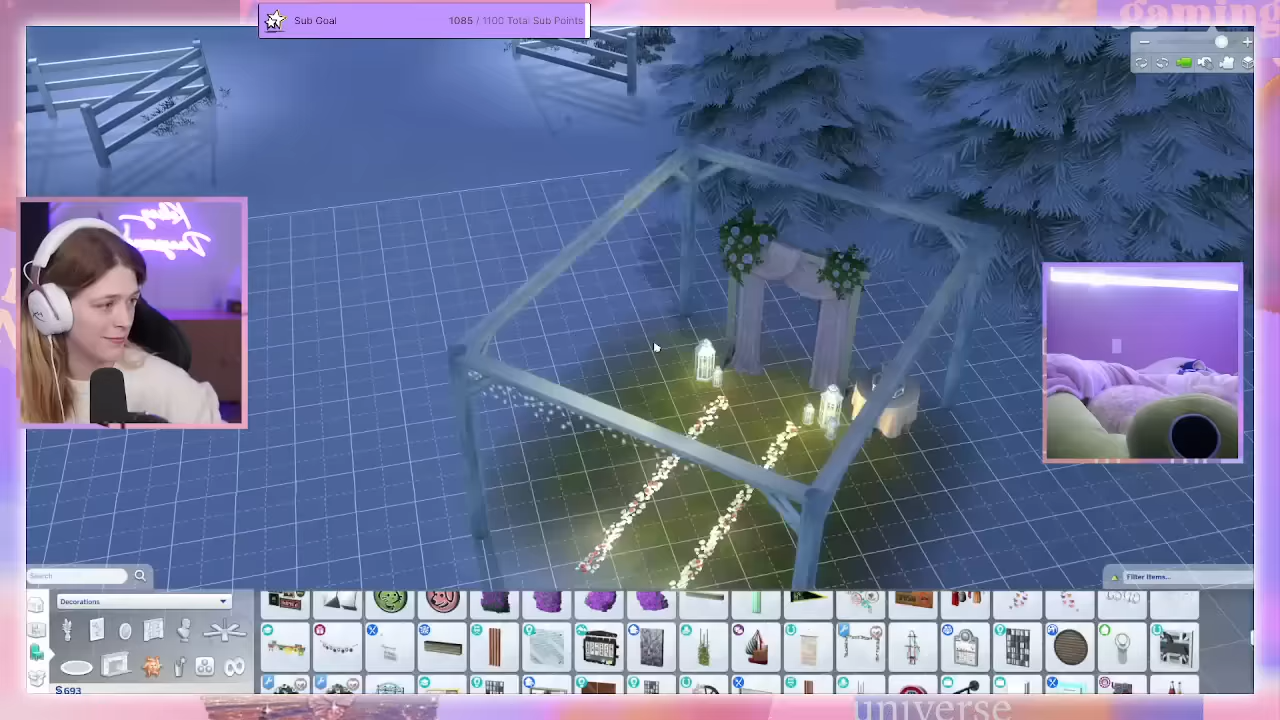 Sub Goal
1085 / 1100 Total Sub Points
gaming
Search
Filter Items...
Decorations
$693
universe